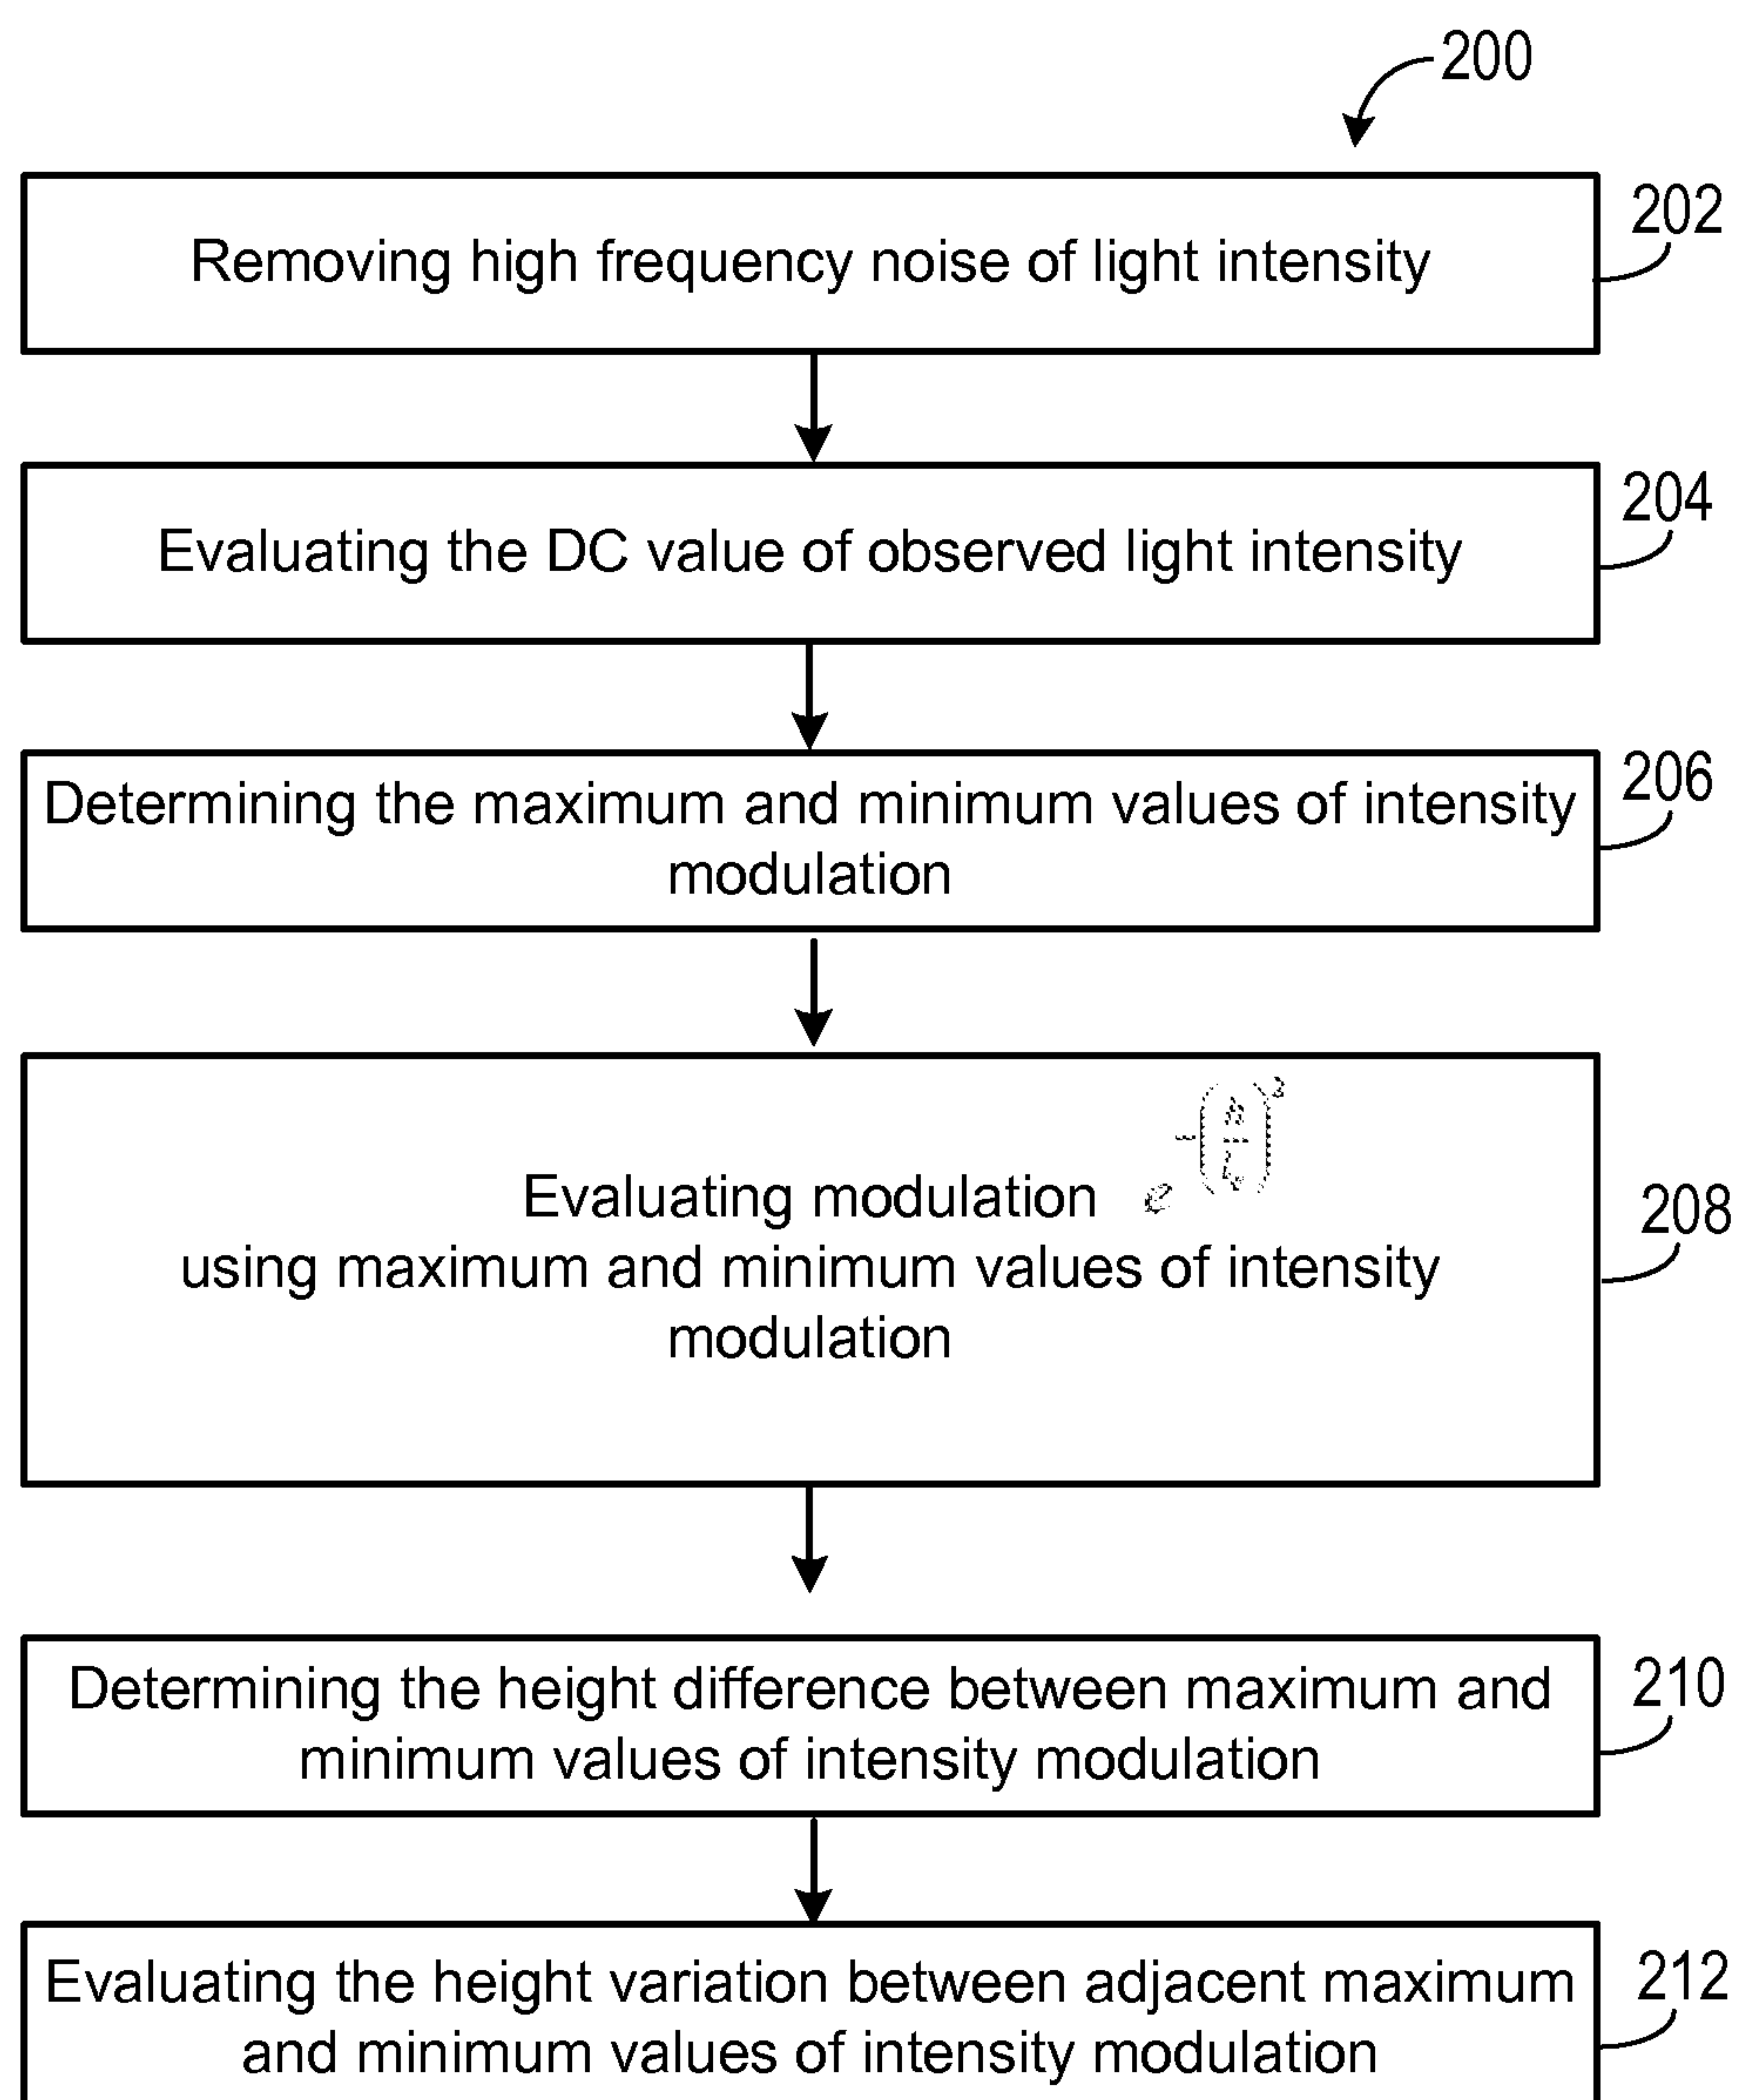 200
Removing high frequency noise of light intensity
202
Evaluating the DC value of observed light intensity
204
Determining the maximum and minimum values of intensity
modulation
206
Evaluating modulation
using maximum and minimum values of intensity
modulation
208
Determining the height difference between maximum and
minimum values of intensity modulation
210
Evaluating the height variation between adjacent maximum
and minimum values of intensity modulation
212